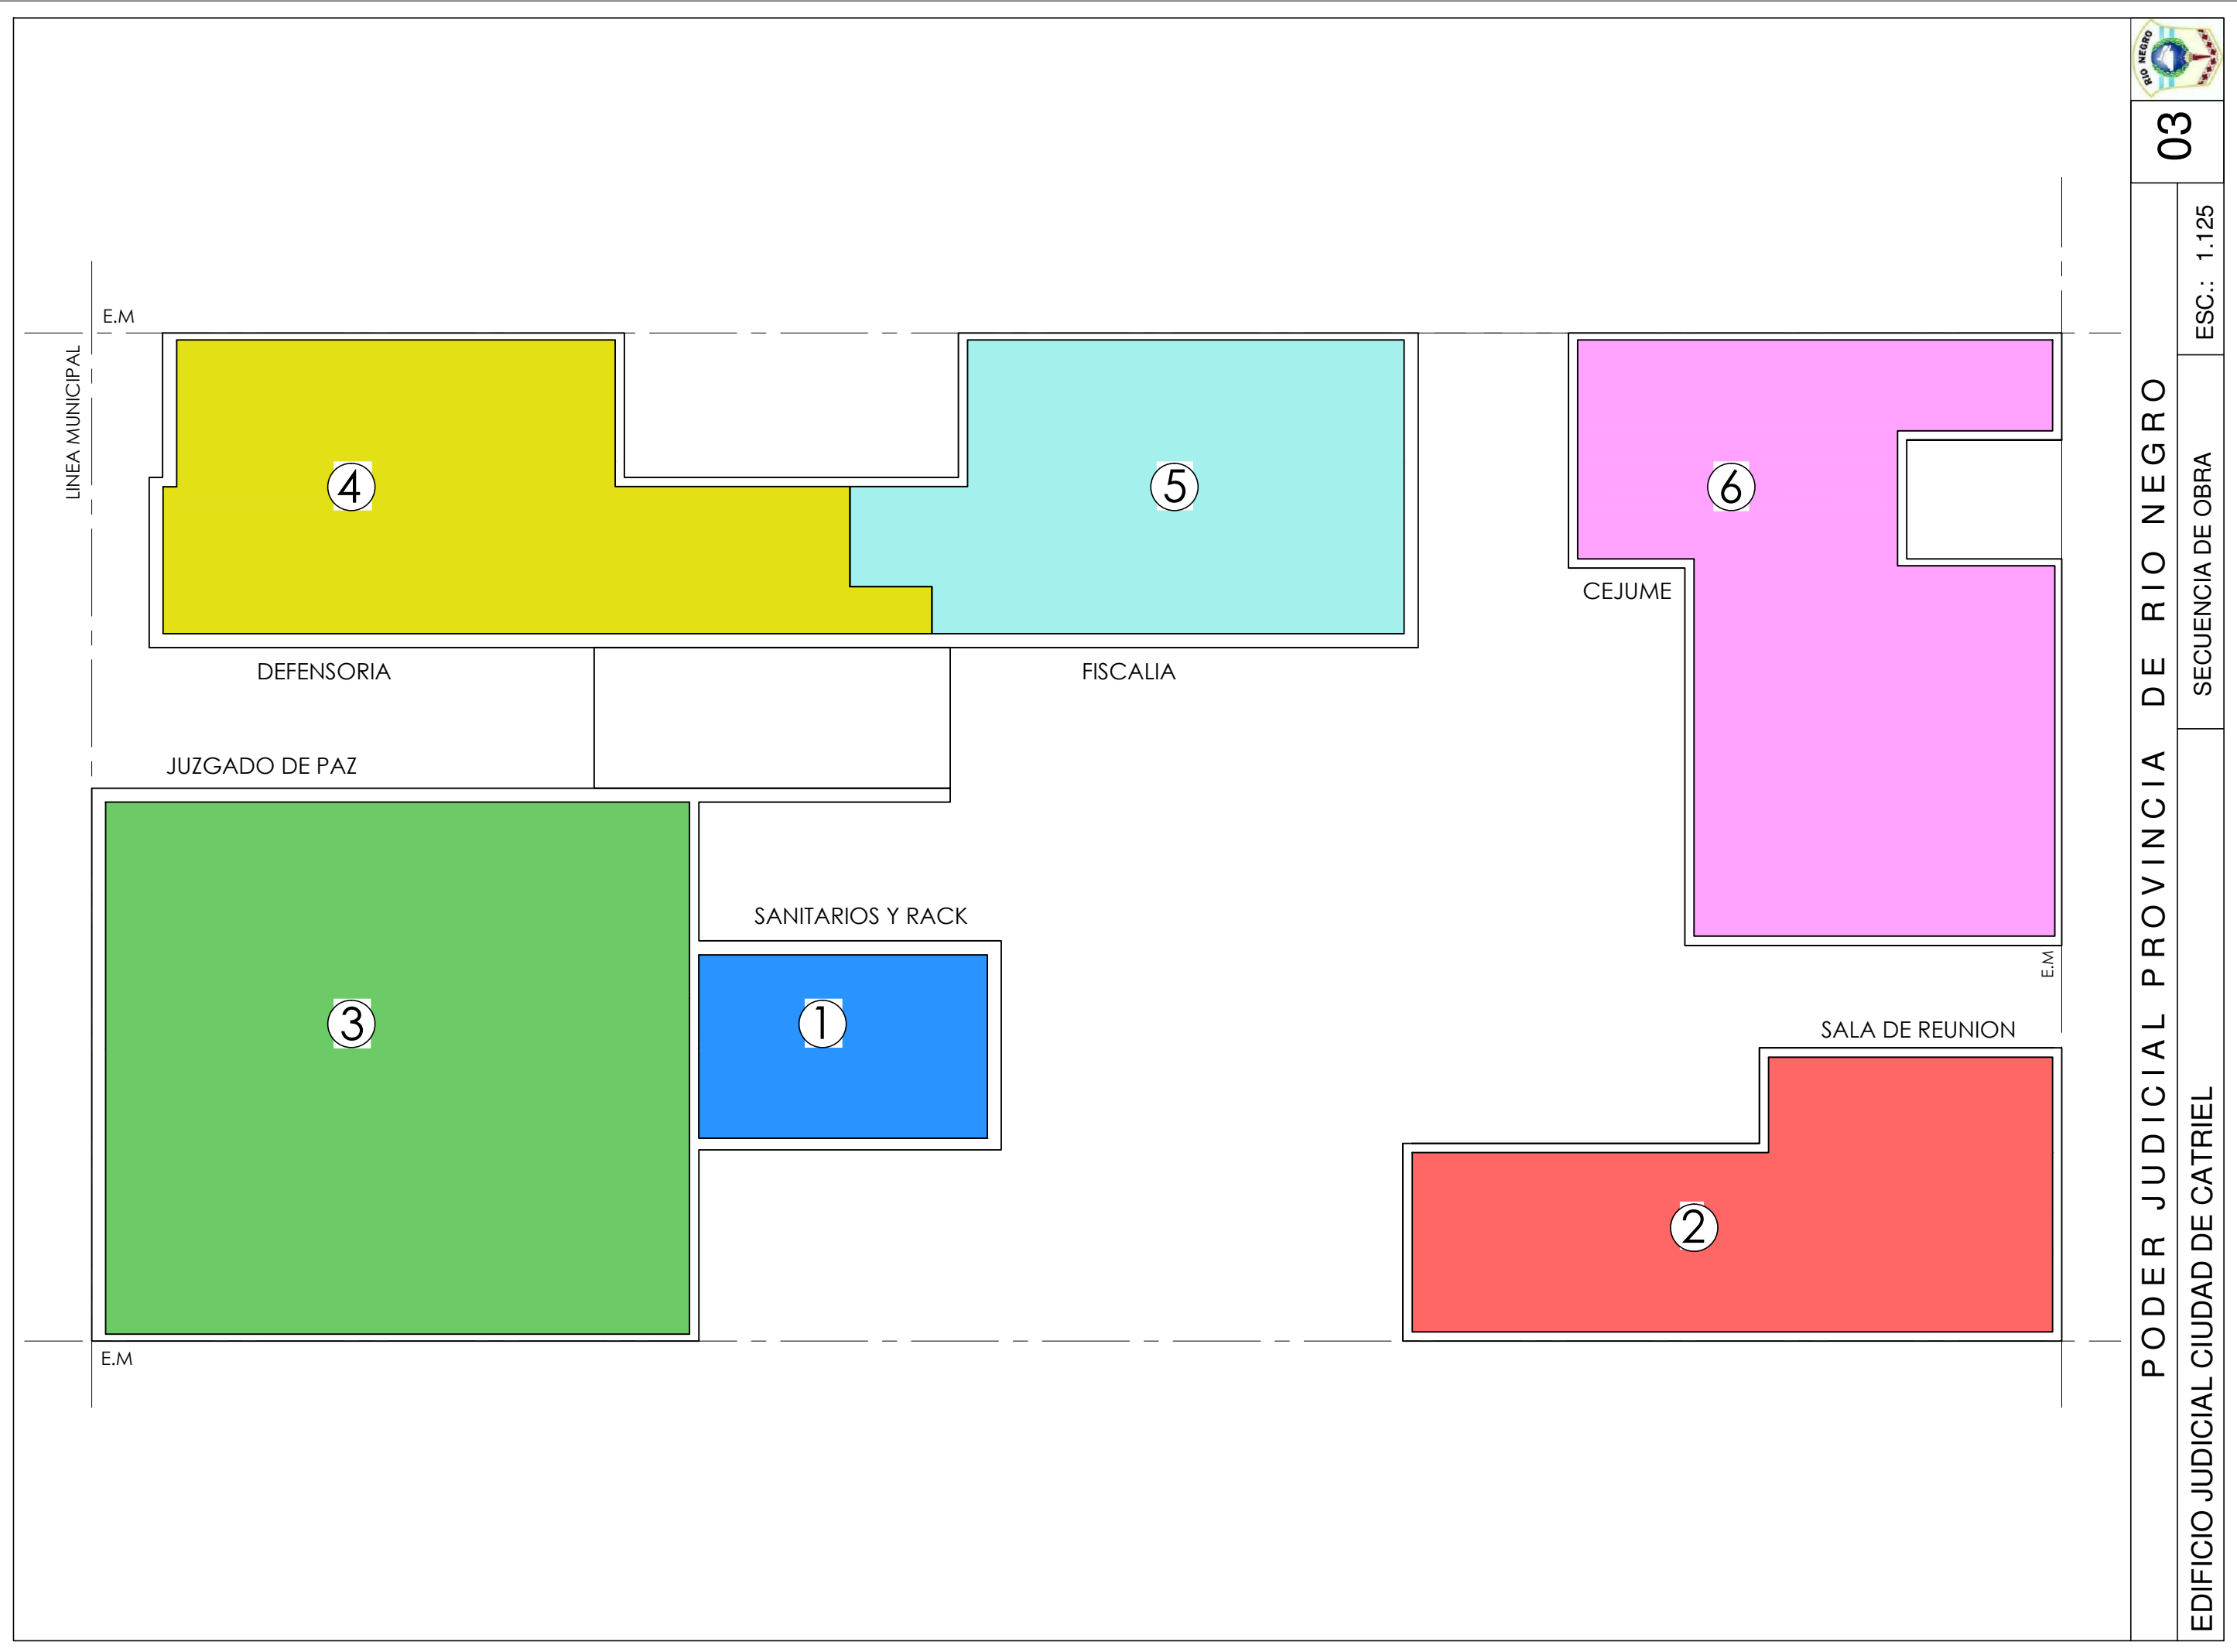 E.M
LINEA MUNICIPAL
4
5
6
CEJUME
DEFENSORIA
FISCALIA
JUZGADO DE PAZ
SANITARIOS Y RACK
3
1
E.M
SALA DE REUNION
2
E.M
RIO NEGRO
03
ESC.: 1.125
SECUENCIA DE OBRA
PODER JUDICIAL PROVINCIA DE RIO NEGRO
EDIFICIO JUDICIAL CIUDAD DE CATRIEL